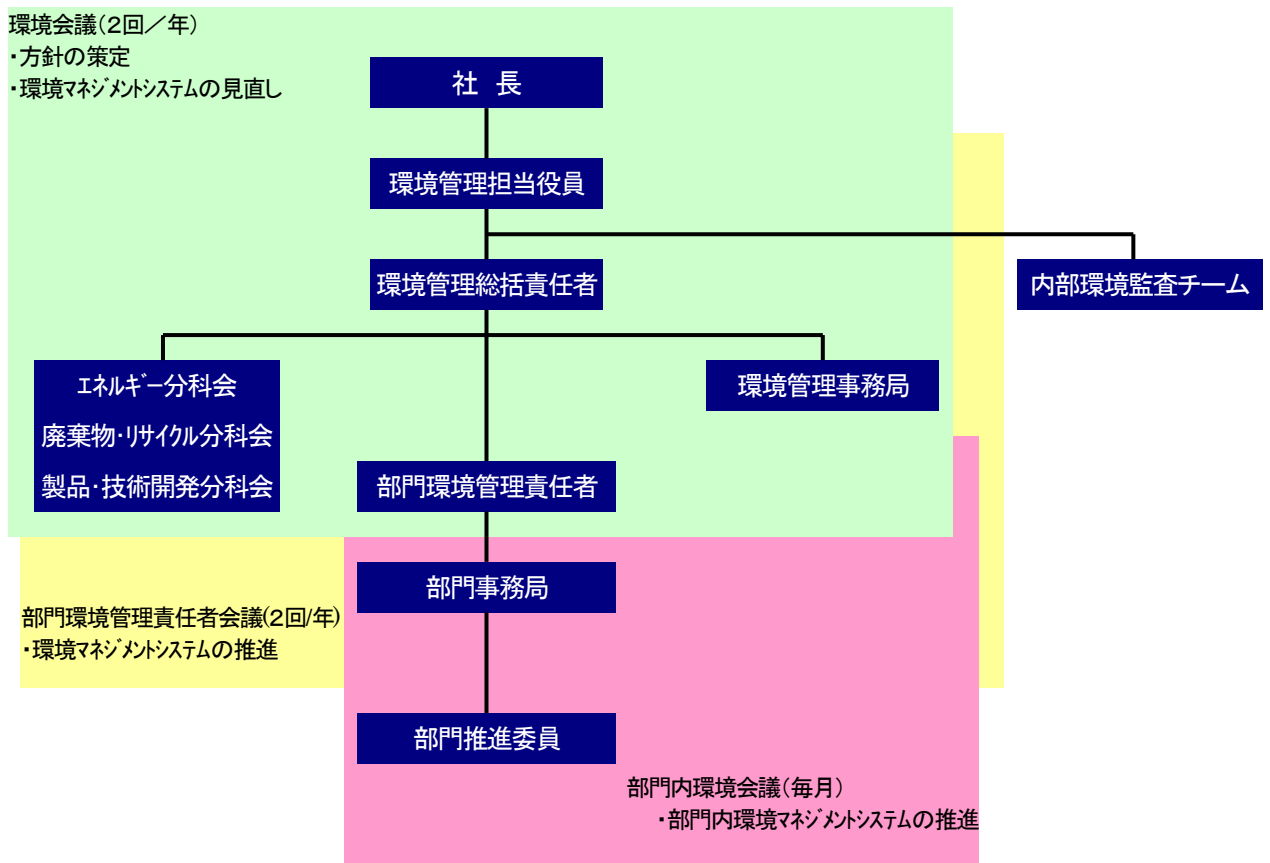 環境会議(2回／年)
・方針の策定
・環境ﾏﾈｼﾞﾒﾝﾄｼｽﾃﾑの見直し
社 長
環境管理担当役員
環境管理総括責任者
内部環境監査チーム
ｴﾈﾙｷﾞｰ分科会
廃棄物・ﾘｻｲｸﾙ分科会
製品・技術開発分科会
環境管理事務局
部門環境管理責任者
部門事務局
部門環境管理責任者会議(2回/年)
・環境ﾏﾈｼﾞﾒﾝﾄｼｽﾃﾑの推進
部門推進委員
部門内環境会議(毎月)
・部門内環境ﾏﾈｼﾞﾒﾝﾄｼｽﾃﾑの推進